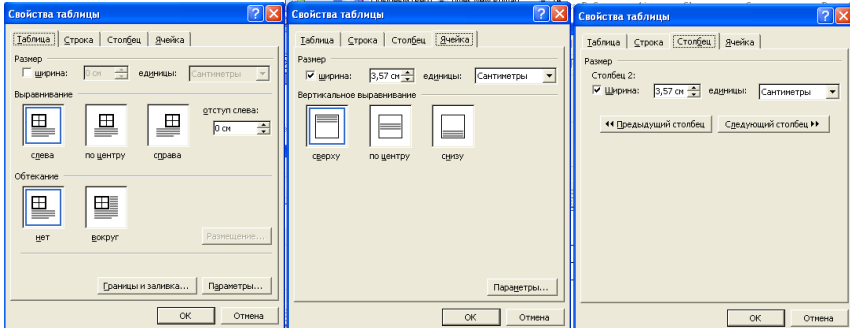 Свойства таблицы
Таблица Строка Столбец Ячейка
Размер
ширина: 0 см единицы: Сантиметры
Выравнивание
слева по центру справа
отступ слева:
0 см
Обтекание
нет вокруг
Размещение...
Границы и заливка... Параметры...
ОК Отмена
Свойства таблицы
Таблица Строка Столбец Ячейка
Размер
ширина: 3,57 см единицы: Сантиметры
Вертикальное выравнивание
сверху по центру снизу
Параметры...
ОК Отмена
Свойства таблицы
Таблица Строка Столбец Ячейка
Размер
Столбец 2:
Ширина: 3,57 см единицы: Сантиметры
Предыдущий столбец Следующий столбец
ОК Отмена